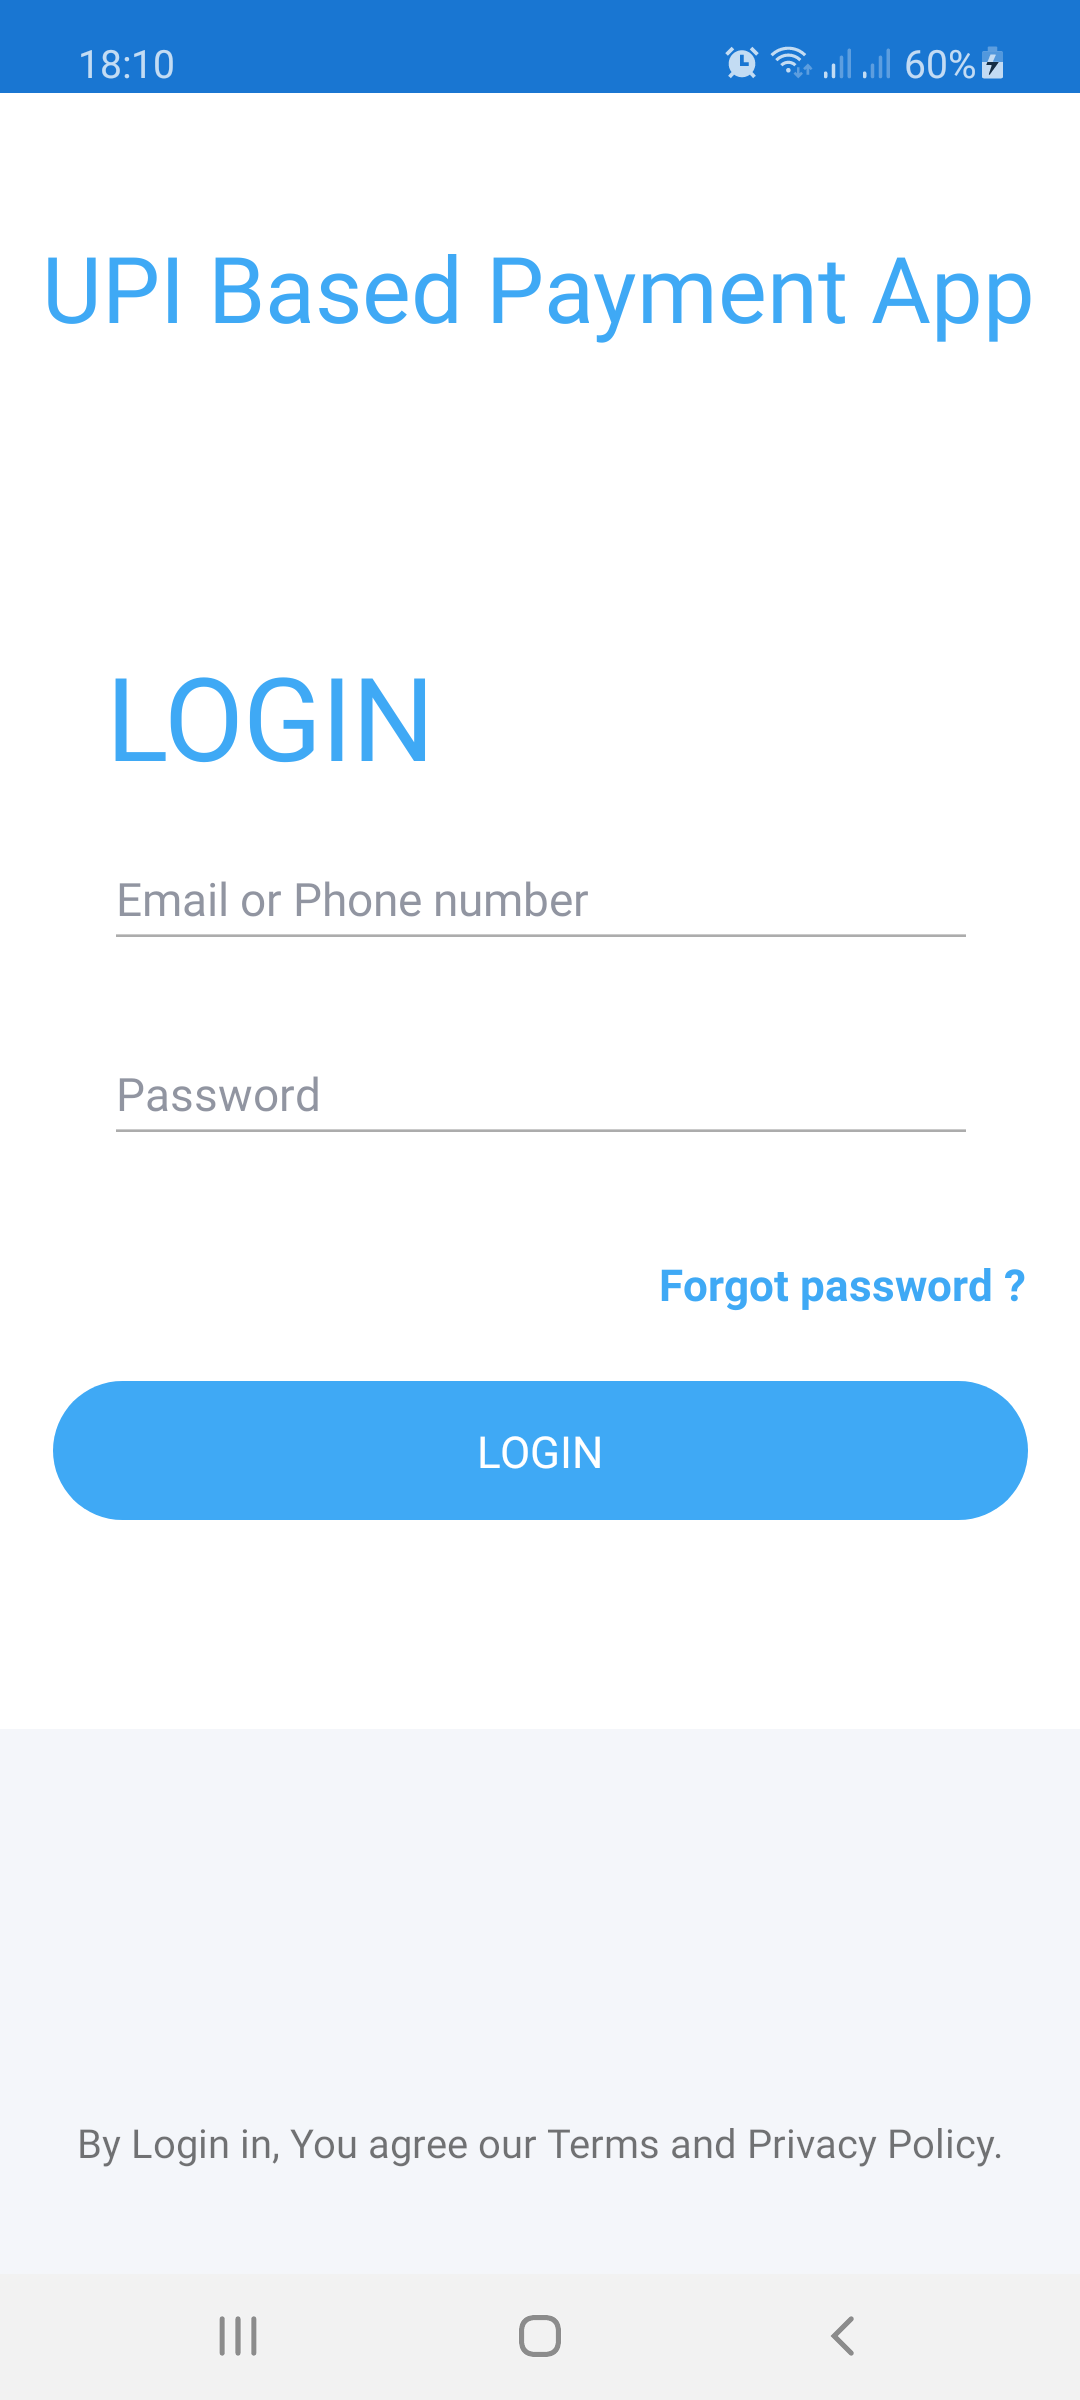 18:10 60%
UPI Based Payment App
LOGIN
Email or Phone number
Password
Forgot password ?
LOGIN
By Login in, You agree our Terms and Privacy Policy.